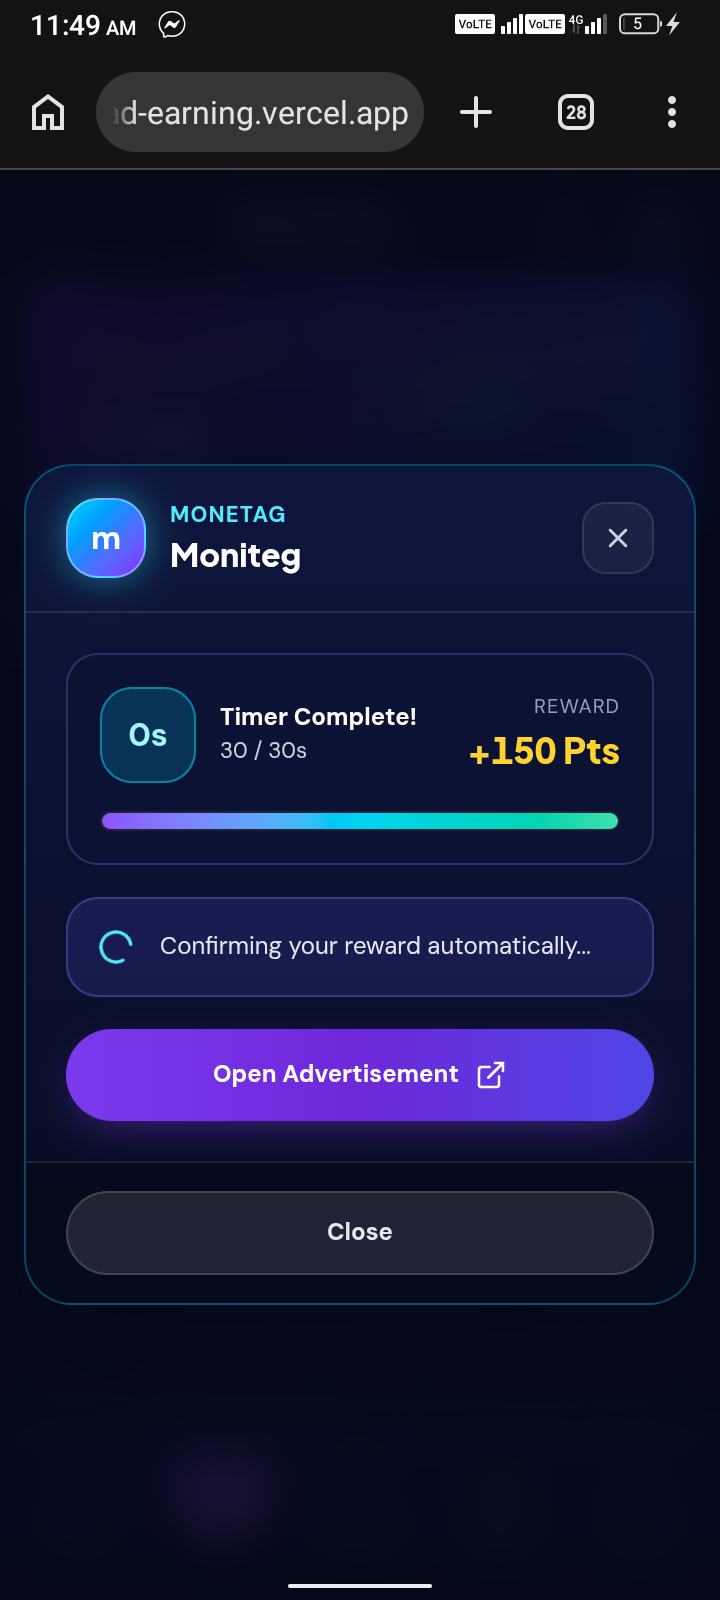 11:49 AM VoLTE VoLTE 4G 5
d-earning.vercel.app 28
m
MONETAG
Moniteg
0s
Timer Complete!
30 / 30s
REWARD
+150 Pts
Confirming your reward automatically...
Open Advertisement
Close